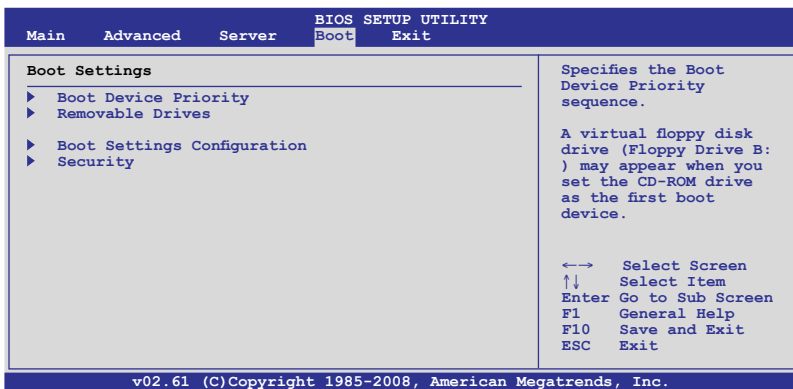 BIOS SETUP UTILITY
Main Advanced Server Boot Exit
Boot Settings
Boot Device Priority
Removable Drives
Boot Settings Configuration
Security
Specifies the Boot
Device Priority
sequence.
A virtual floppy disk
drive (Floppy Drive B:
) may appear when you
set the CD-ROM drive
as the first boot
device.
←→ Select Screen
↑↓ Select Item
Enter Go to Sub Screen
F1 General Help
F10 Save and Exit
ESC Exit
v02.61 (C)Copyright 1985-2008, American Megatrends, Inc.